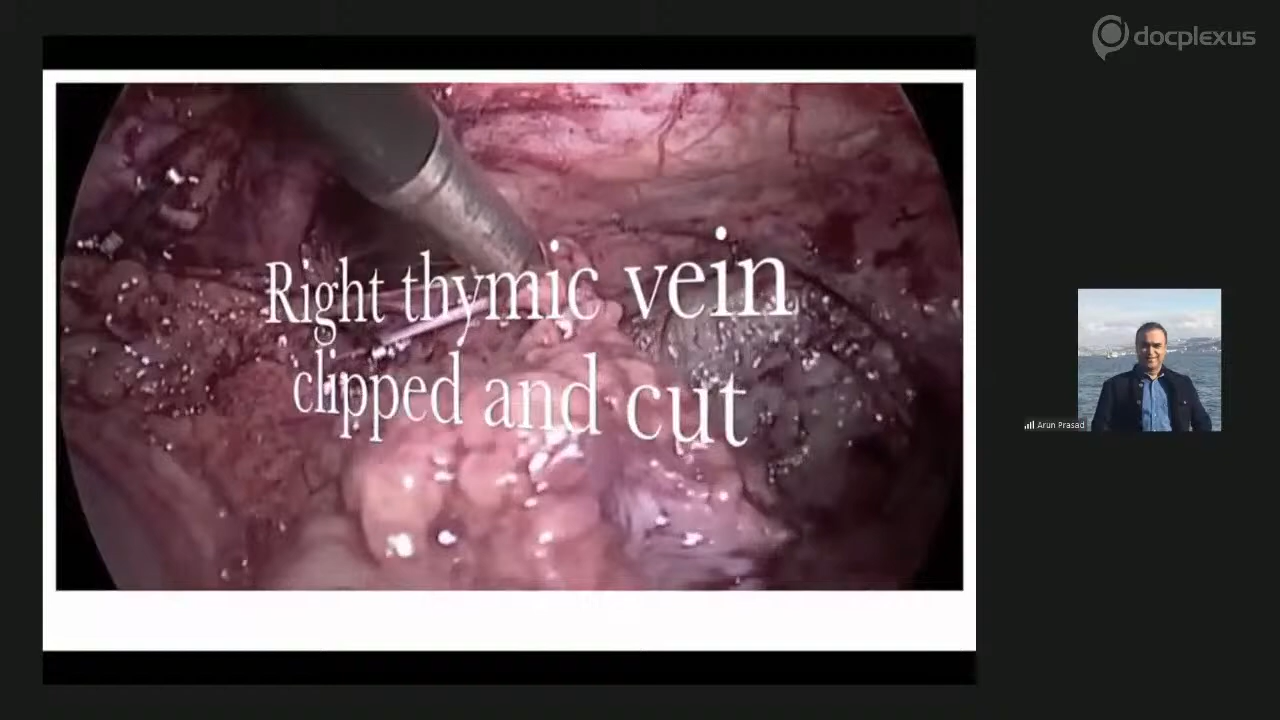 docplexus
Right thymic vein
clipped and cut
Arun Prasad